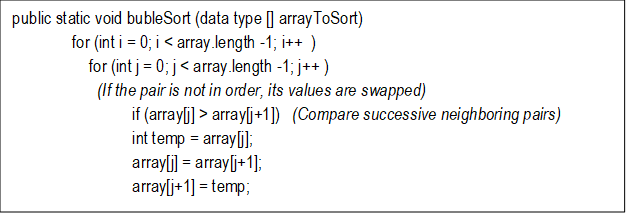 public static void bubleSort (data type [] arrayToSort)
for (int i = 0; i < array.length -1; i++ )
for (int j = 0; j < array.length -1; j++ )
(If the pair is not in order, its values are swapped)
if (array[j] > array[j+1]) (Compare successive neighboring pairs)
int temp = array[j];
array[j] = array[j+1];
array[j+1] = temp;